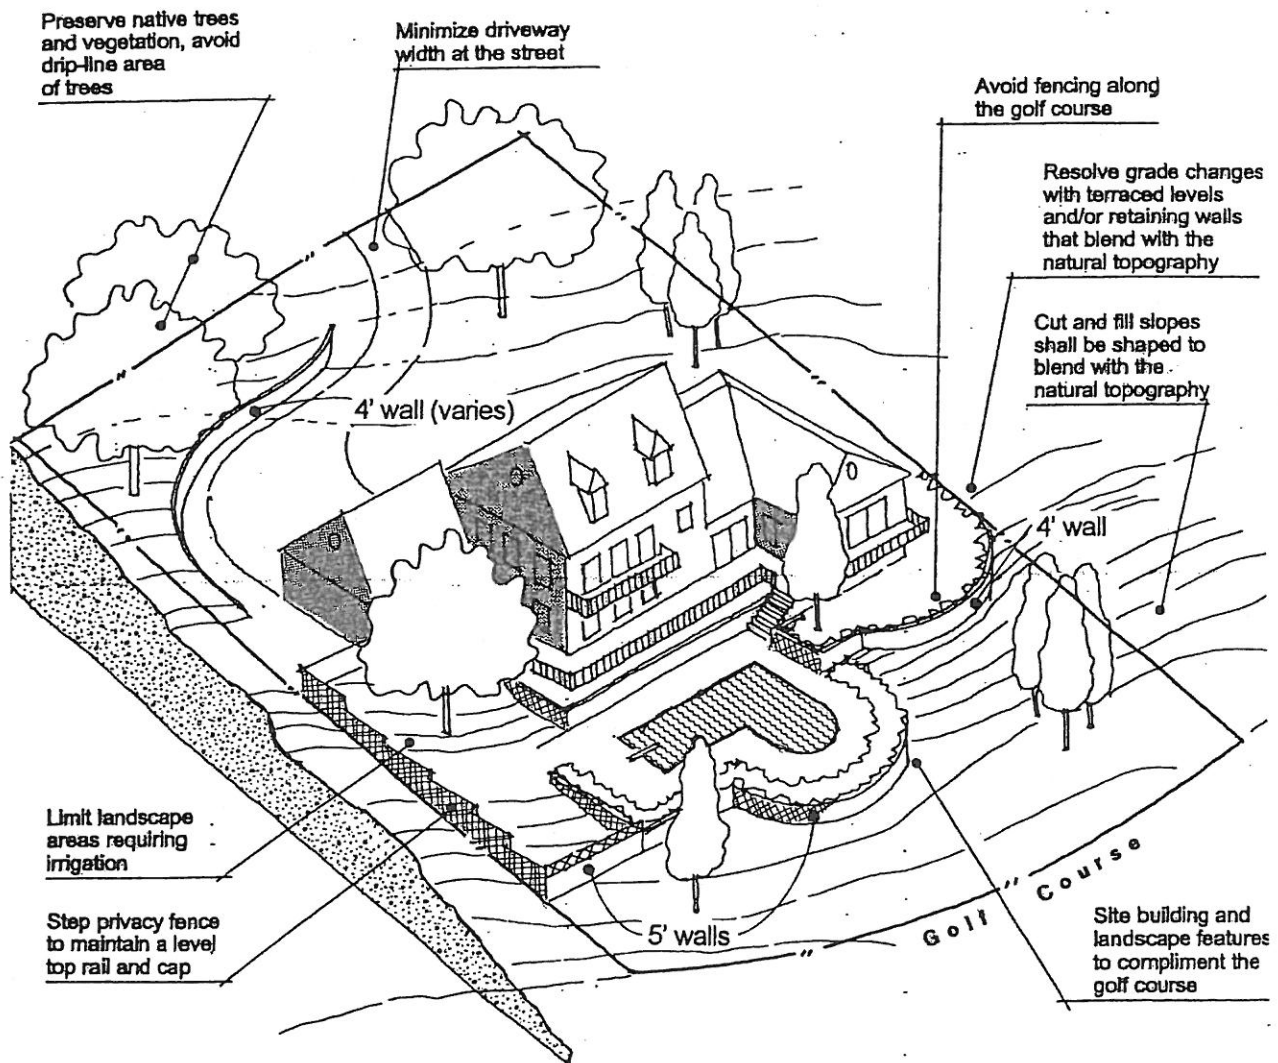 Preserve native trees
and vegetation, avoid
drip-line area
of trees
Minimize driveway
width at the street
Avoid fencing along
the golf course
Resolve grade changes
with terraced levels
and/or retaining walls
that blend with the
natural topography
Cut and fill slopes
shall be shaped to
blend with the
natural topography
4' wall (varies)
4' wall
Limit landscape
areas requiring
irrigation
Step privacy fence
to maintain a level
top rail and cap
5' walls
Golf Course
Site building and
landscape features
to compliment the
golf course